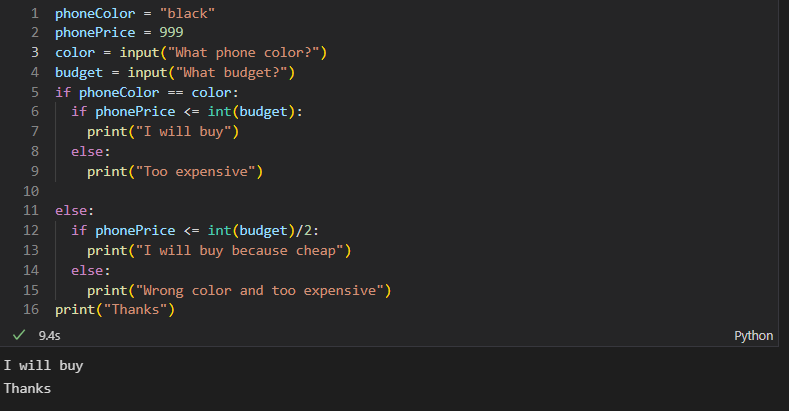 1 phoneColor = "black"
2 phonePrice = 999
3 color = input("What phone color?")
4 budget = input("What budget?")
5 if phoneColor == color:
6   if phonePrice <= int(budget):
7     print("I will buy")
8   else:
9     print("Too expensive")
10
11 else:
12   if phonePrice <= int(budget)/2:
13     print("I will buy because cheap")
14   else:
15     print("Wrong color and too expensive")
16 print("Thanks")
✓ 9.4s Python
I will buy
Thanks